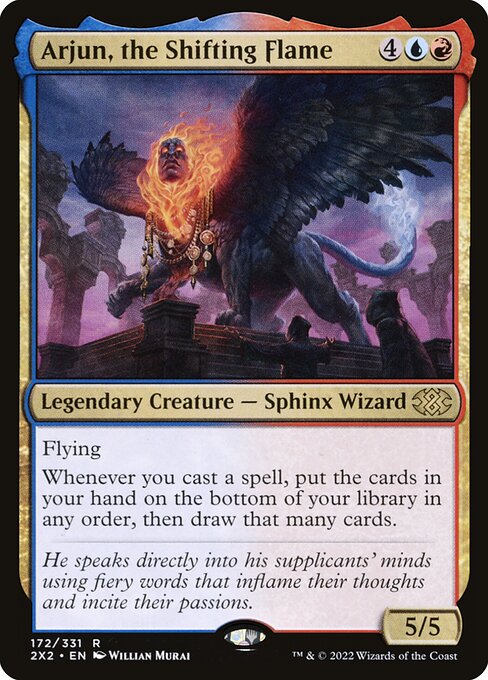 Arjun, the Shifting Flame 4
Legendary Creature — Sphinx Wizard
Flying
Whenever you cast a spell, put the cards in
your hand on the bottom of your library in
any order, then draw that many cards.
He speaks directly into his supplicants' minds
using fiery words that inflame their thoughts
and incite their passions.
5/5
172/331 R
2X2 • EN Willian Murai
™ & © 2022 Wizards of the Coast